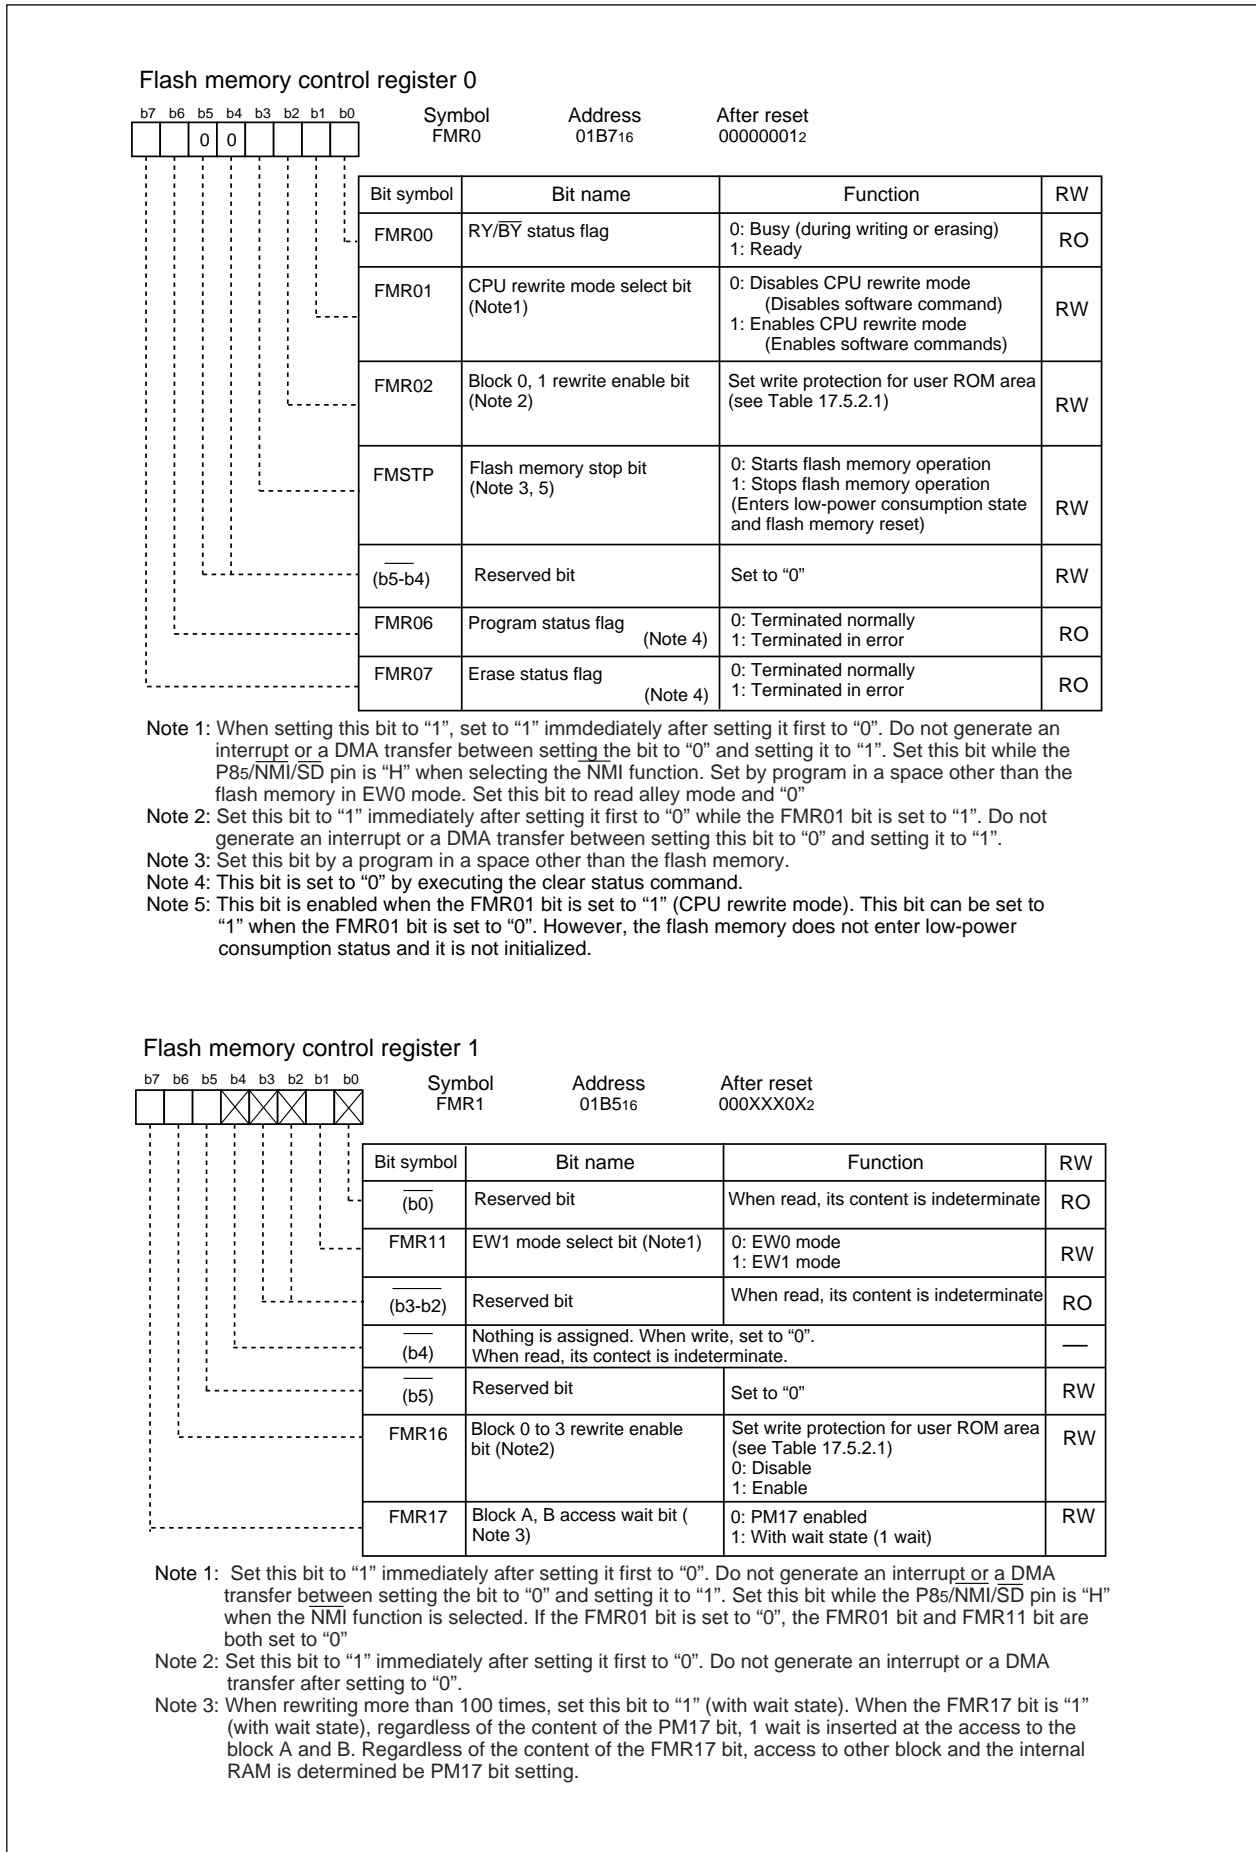 Flash memory control register 0
b7 b6 b5 b4 b3 b2 b1 b0
Symbol Address After reset
0 0 FMR0 01B716 000000012
Bit symbol Bit name Function RW
FMR00 RY/BY status flag 0: Busy (during writing or erasing)
1: Ready RO
FMR01 CPU rewrite mode select bit 0: Disables CPU rewrite mode
(Note1) (Disables software command)
1: Enables CPU rewrite mode RW
(Enables software commands)
FMR02 Block 0, 1 rewrite enable bit Set write protection for user ROM area
(Note 2) (see Table 17.5.2.1) RW
FMSTP Flash memory stop bit 0: Starts flash memory operation
(Note 3, 5) 1: Stops flash memory operation
(Enters low-power consumption state RW
and flash memory reset)
(b5-b4) Reserved bit Set to “0” RW
FMR06 Program status flag 0: Terminated normally
(Note 4) 1: Terminated in error RO
FMR07 Erase status flag 0: Terminated normally
(Note 4) 1: Terminated in error RO
Note 1: When setting this bit to “1”, set to “1” immdediately after setting it first to “0”. Do not generate an
interrupt or a DMA transfer between setting the bit to “0” and setting it to “1”. Set this bit while the
P85/NMI/SD pin is “H” when selecting the NMI function. Set by program in a space other than the
flash memory in EW0 mode. Set this bit to read alley mode and “0”
Note 2: Set this bit to “1” immediately after setting it first to “0” while the FMR01 bit is set to “1”. Do not
generate an interrupt or a DMA transfer between setting this bit to “0” and setting it to “1”.
Note 3: Set this bit by a program in a space other than the flash memory.
Note 4: This bit is set to “0” by executing the clear status command.
Note 5: This bit is enabled when the FMR01 bit is set to “1” (CPU rewrite mode). This bit can be set to
“1” when the FMR01 bit is set to “0”. However, the flash memory does not enter low-power
consumption status and it is not initialized.
Flash memory control register 1
b7 b6 b5 b4 b3 b2 b1 b0
Symbol Address After reset
FMR1 01B516 000XXX0X2
Bit symbol Bit name Function RW
(b0) Reserved bit When read, its content is indeterminate RO
FMR11 EW1 mode select bit (Note1) 0: EW0 mode
1: EW1 mode RW
(b3-b2) Reserved bit When read, its content is indeterminate RO
Nothing is assigned. When write, set to “0”.
(b4) When read, its contect is indeterminate. —
(b5) Reserved bit Set to “0” RW
FMR16 Block 0 to 3 rewrite enable Set write protection for user ROM area RW
bit (Note2) (see Table 17.5.2.1)
0: Disable
1: Enable
FMR17 Block A, B access wait bit ( 0: PM17 enabled RW
Note 3) 1: With wait state (1 wait)
Note 1: Set this bit to “1” immediately after setting it first to “0”. Do not generate an interrupt or a DMA
transfer between setting the bit to “0” and setting it to “1”. Set this bit while the P85/NMI/SD pin is “H”
when the NMI function is selected. If the FMR01 bit is set to “0”, the FMR01 bit and FMR11 bit are
both set to “0”
Note 2: Set this bit to “1” immediately after setting it first to “0”. Do not generate an interrupt or a DMA
transfer after setting to “0”.
Note 3: When rewriting more than 100 times, set this bit to “1” (with wait state). When the FMR17 bit is “1”
(with wait state), regardless of the content of the PM17 bit, 1 wait is inserted at the access to the
block A and B. Regardless of the content of the FMR17 bit, access to other block and the internal
RAM is determined be PM17 bit setting.